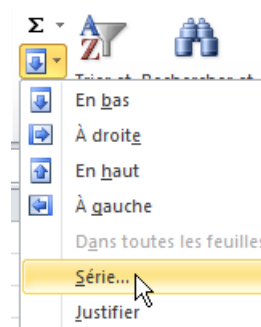 Σ
A
Z
Trier et Rechercher et
En bas
À droite
En haut
À gauche
Dans toutes les feuilles
Série...
Justifier